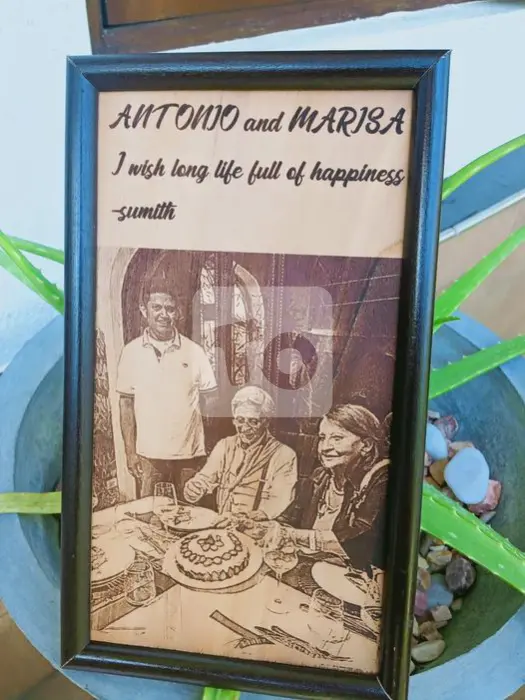 ANTONIO and MARISA
I wish long life full of happiness
-sumith